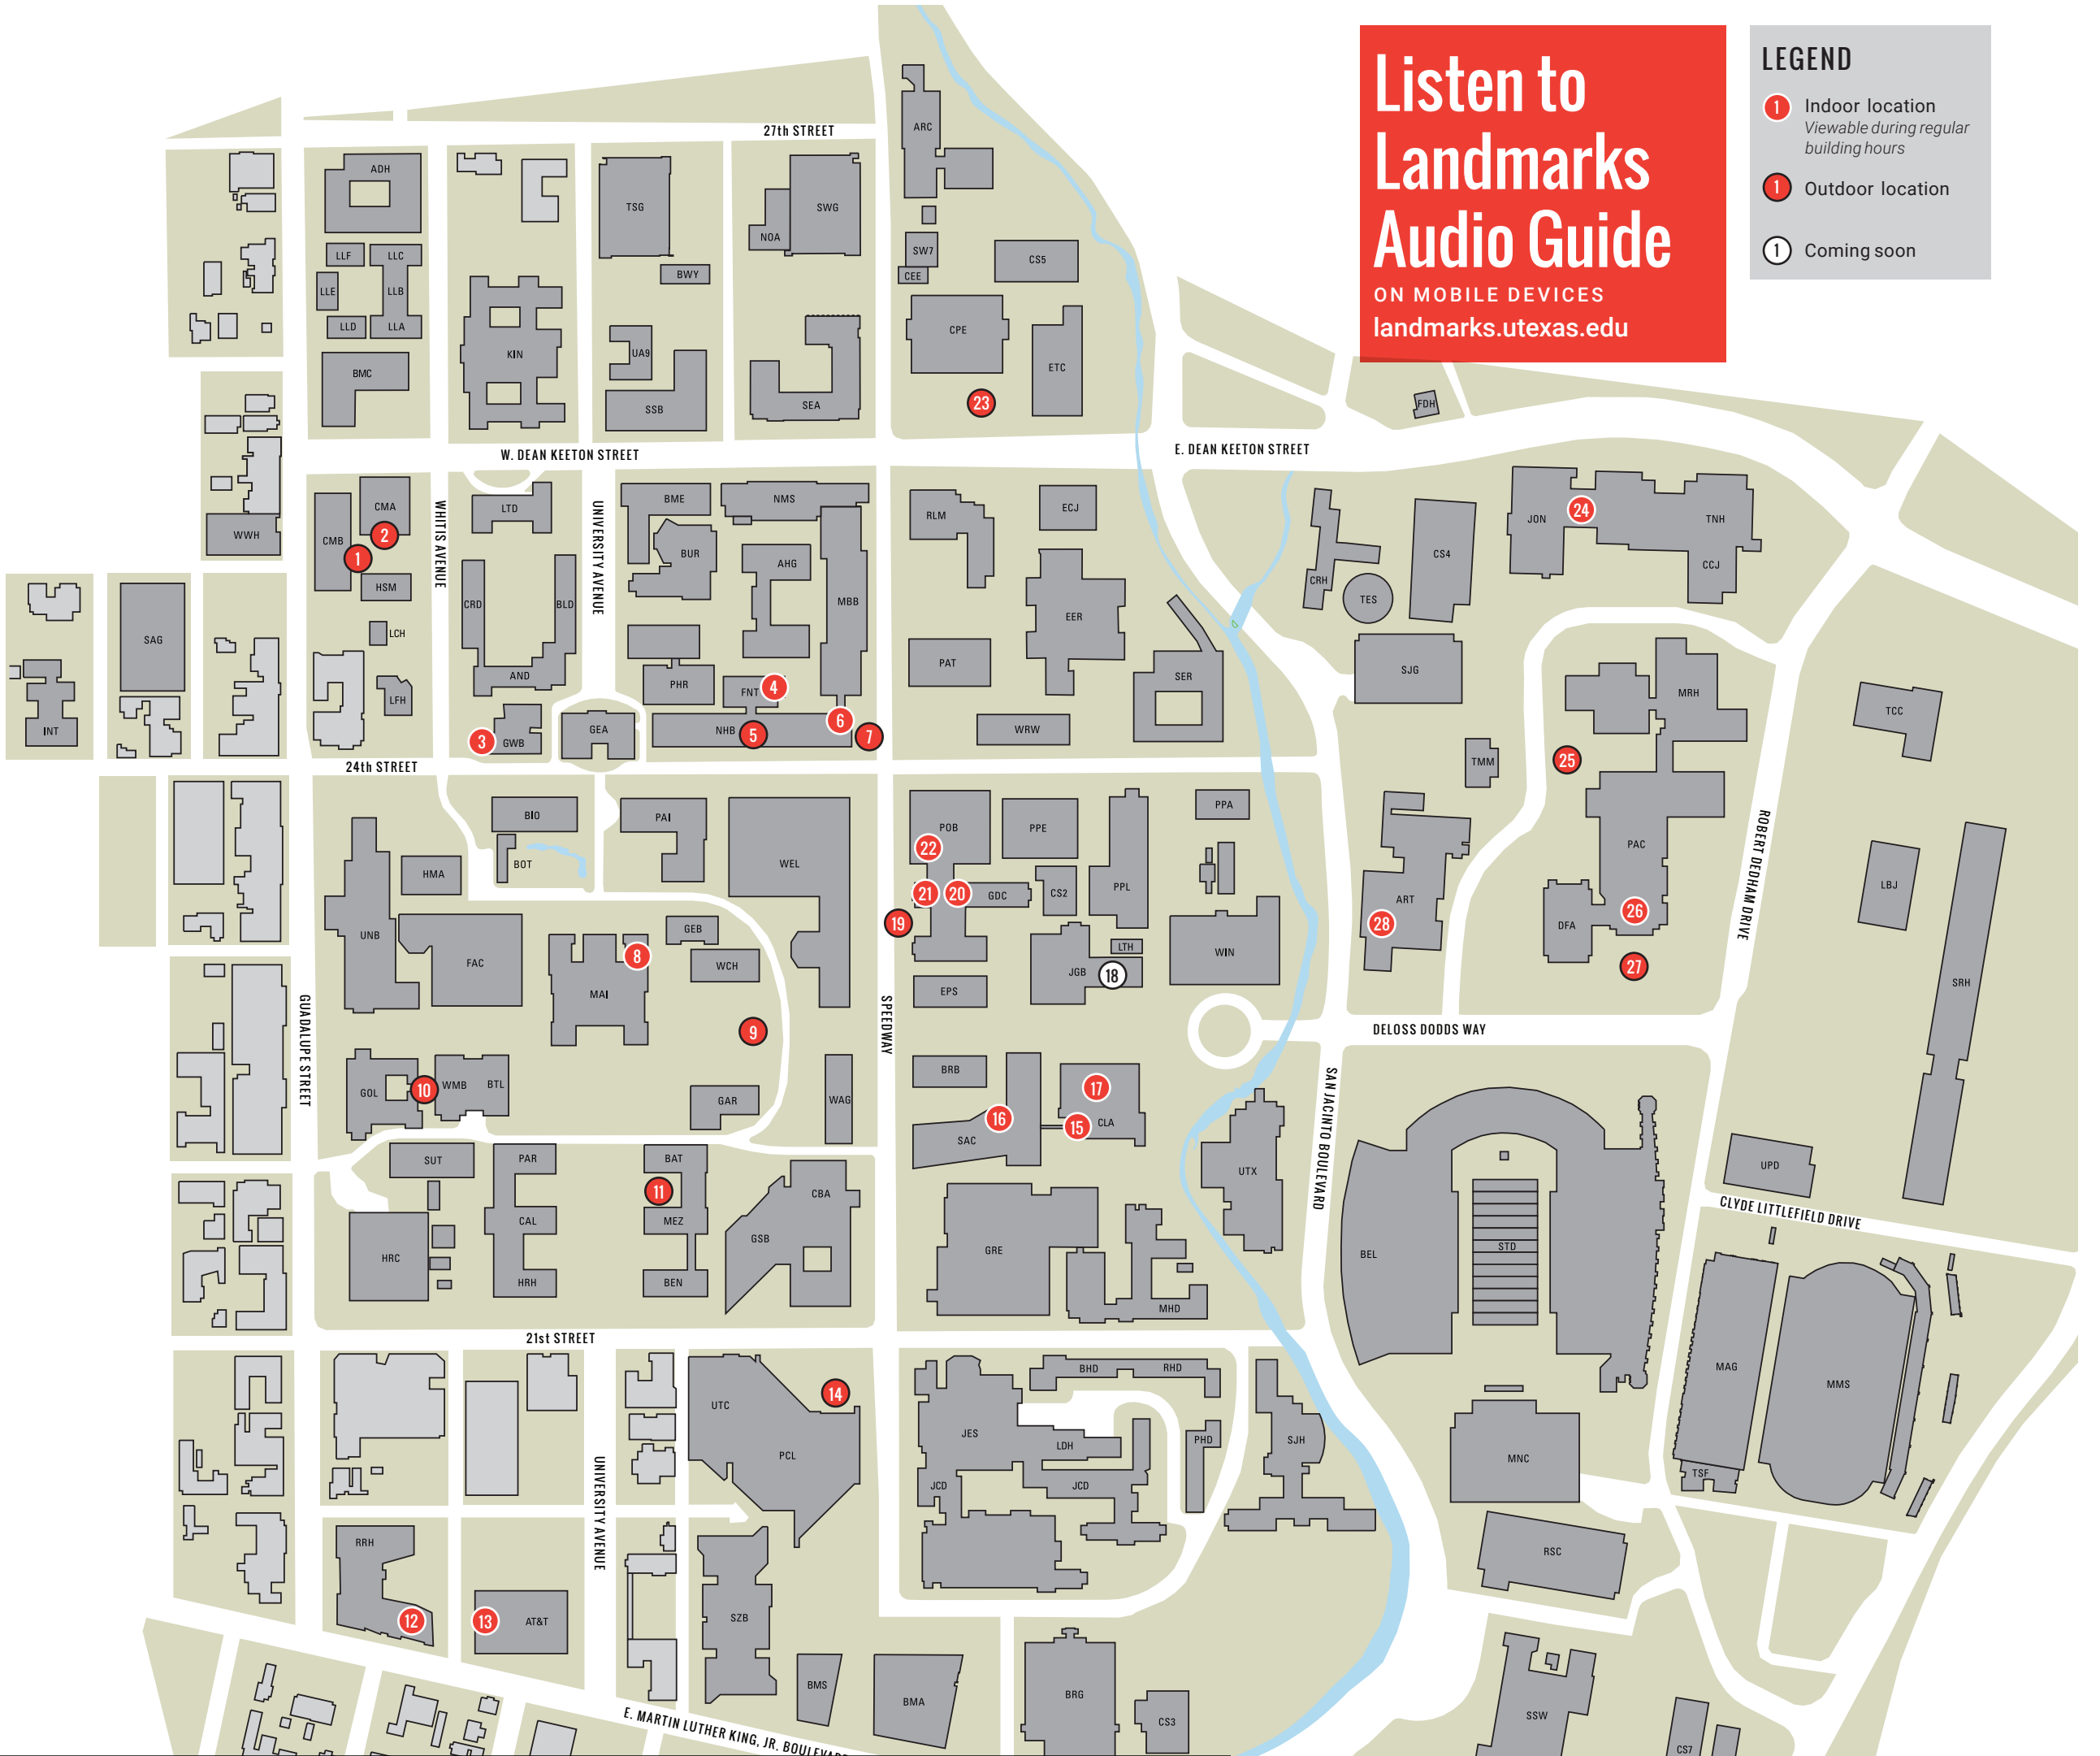 Listen to
Landmarks
Audio Guide
ON MOBILE DEVICES
landmarks.utexas.edu
LEGEND
1 Indoor location
Viewable during regular
building hours
1 Outdoor location
1 Coming soon
27th STREET
ARC
ADH
TSG
SWG
NOA
SW7
CEE
CS5
LLF
LLC
BWY
LLE
LLB
LLD
LLA
CPE
KIN
UA9
BMC
ETC
SSB
SEA
23
FDH
W. DEAN KEETON STREET
E. DEAN KEETON STREET
WHITIS AVENUE
UNIVERSITY AVENUE
CMA
LTD
BME
NMS
RLM
ECJ
JON
24
TNH
WWH
CMB
2
1
BUR
AHG
CS4
CCJ
HSM
CRH
TES
CRD
BLD
MBB
EER
SAG
LCH
PAT
SJG
AND
PHR
FNT
4
SER
MRH
LFH
TCC
INT
3
GWB
GEA
NHB
5
6
7
WRW
25
TMM
24th STREET
BIO
PAI
POB
PPE
PPA
BOT
WEL
22
PAC
HMA
21
20
GDC
CS2
PPL
LBJ
ROBERT DEDHAM DRIVE
ART
28
26
DFA
UNB
GEB
19
FAC
8
WCH
LTH
WIN
27
MAI
JGB
18
EPS
SRH
GUADALUPE STREET
SPEEDWAY
9
DELOSS DODDS WAY
SAN JACINTO BOULEVARD
GOL
10
WMB
BTL
BRB
17
GAR
WAG
16
15
CLA
SAC
SUT
PAR
BAT
UTX
UPD
11
CBA
CLYDE LITTLEFIELD DRIVE
CAL
MEZ
GSB
HRC
GRE
BEL
STD
HRH
BEN
MHD
21st STREET
BHD
RHD
MAG
MMS
14
UTC
JES
PHD
SJH
PCL
LDH
MNC
TSF
JCD
JCD
UNIVERSITY AVENUE
RRH
RSC
12
13
AT&T
SZB
BMS
BMA
BRG
CS3
SSW
CS7
E. MARTIN LUTHER KING, JR. BOULEVARD